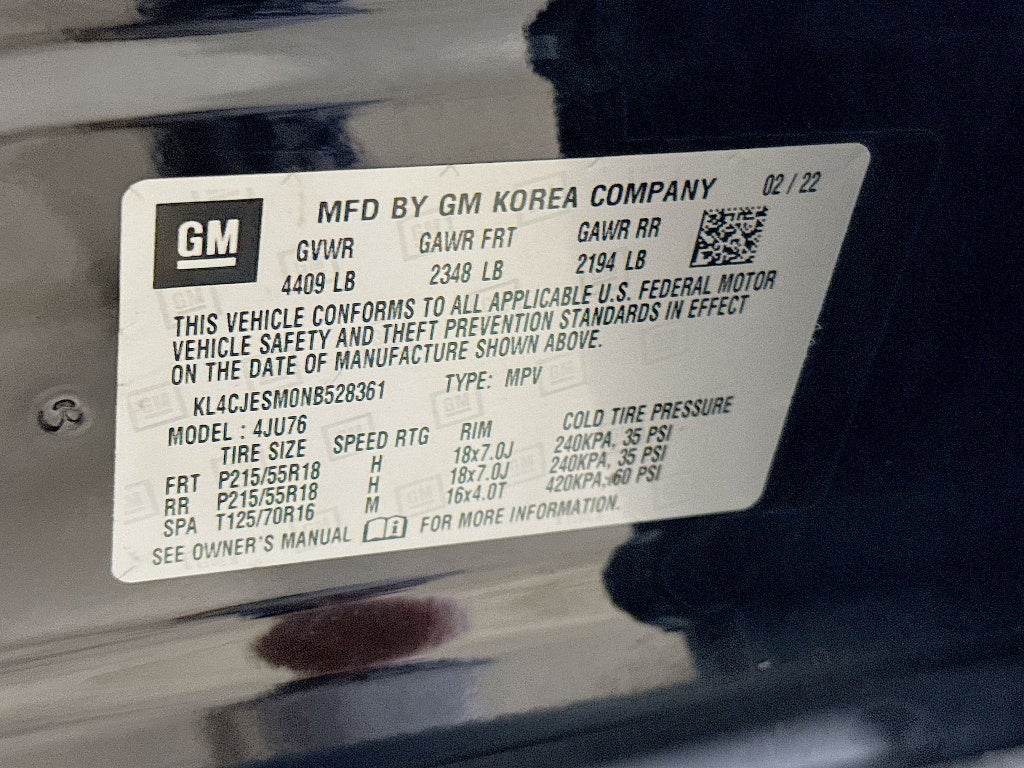 GM
MFD BY GM KOREA COMPANY 02/22
GVWR GAWR FRT GAWR RR
4409 LB 2348 LB 2194 LB
THIS VEHICLE CONFORMS TO ALL APPLICABLE U.S. FEDERAL MOTOR
VEHICLE SAFETY AND THEFT PREVENTION STANDARDS IN EFFECT
ON THE DATE OF MANUFACTURE SHOWN ABOVE.
KL4CJESM0NB528361 TYPE: MPV
MODEL : 4JU76
TIRE SIZE SPEED RTG RIM COLD TIRE PRESSURE
FRT P215/55R18 H 18x7.0J 240KPA, 35 PSI
RR P215/55R18 H 18x7.0J 240KPA, 35 PSI
SPA T125/70R16 M 16x4.0T 420KPA, 60 PSI
SEE OWNER'S MANUAL FOR MORE INFORMATION.